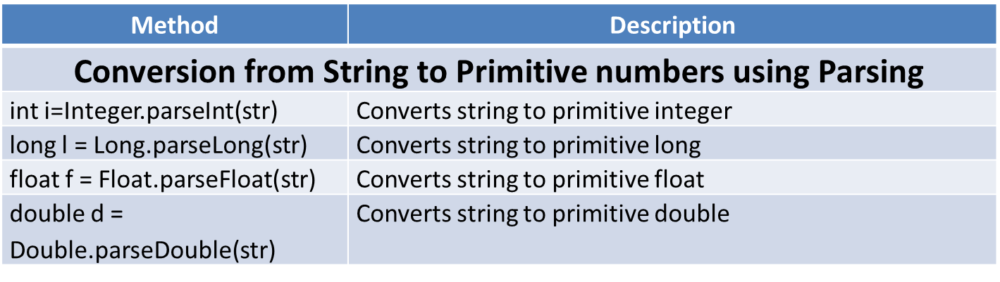 Method Description
Conversion from String to Primitive numbers using Parsing
int i=Integer.parseInt(str) Converts string to primitive integer
long l = Long.parseLong(str) Converts string to primitive long
float f = Float.parseFloat(str) Converts string to primitive float
double d = Converts string to primitive double
Double.parseDouble(str)